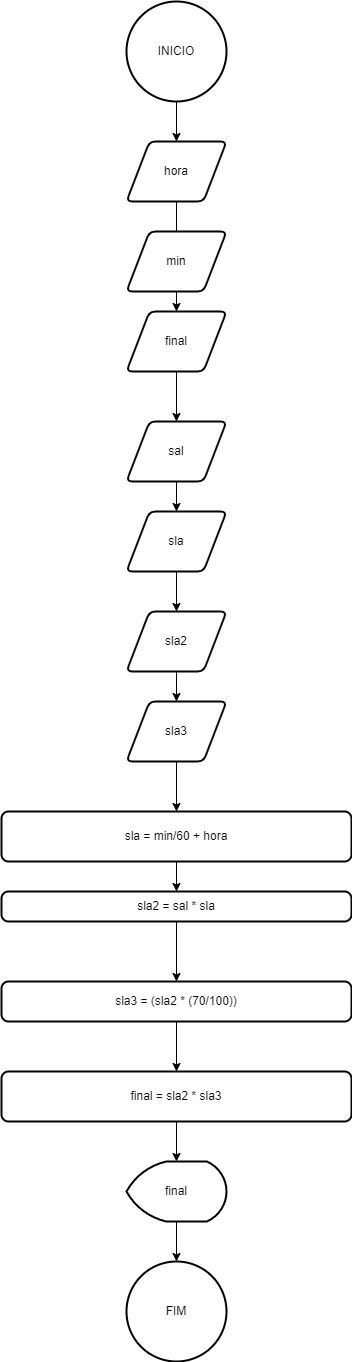 INICIO
hora
min
final
sal
sla
sla2
sla3
sla = min/60 + hora
sla2 = sal * sla
sla3 = (sla2 * (70/100))
final = sla2 * sla3
final
FIM